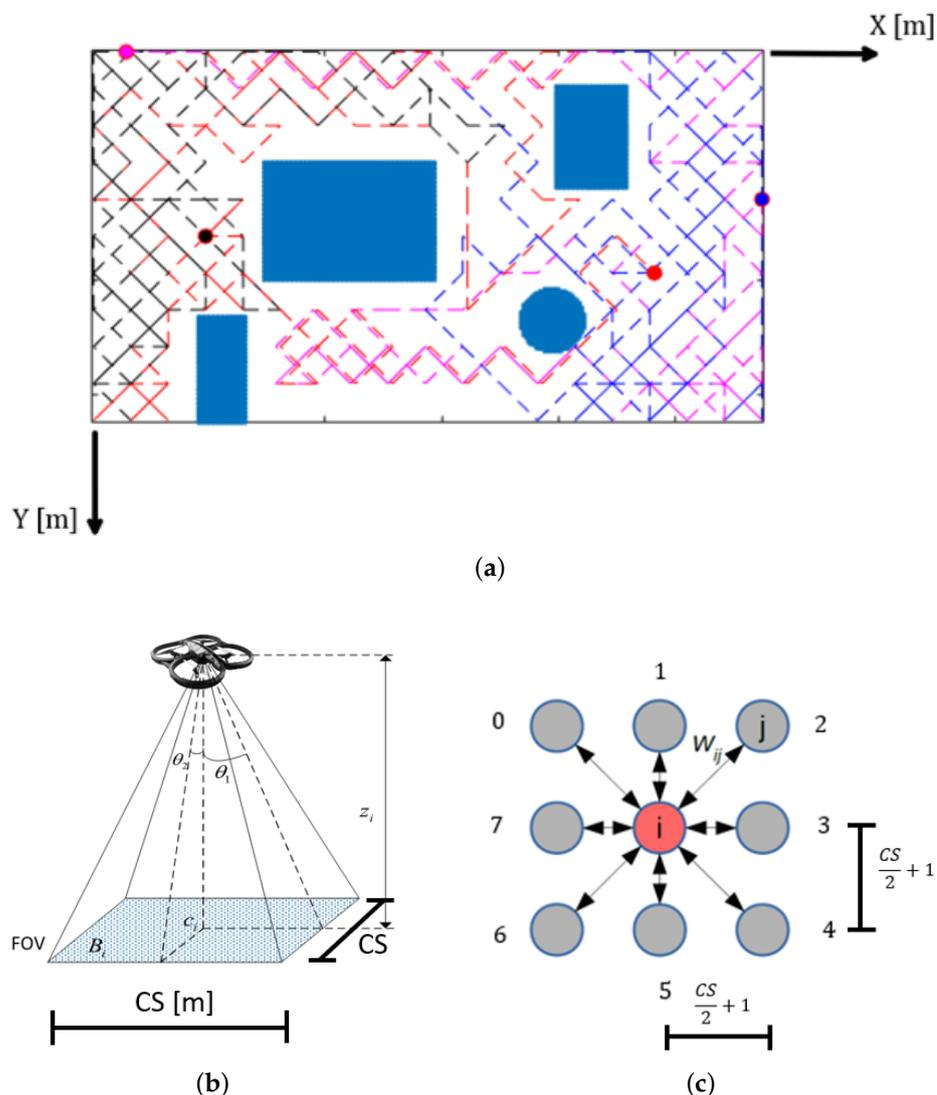 X [m]
Y [m]
(a)
θ₂ θ₁
zᵢ
cᵢ
FOV
Bᵢ
CS
CS [m]
(b)
1
0
j
2
Wᵢⱼ
7
i
3
CS/2 + 1
6
4
5
CS/2 + 1
(c)